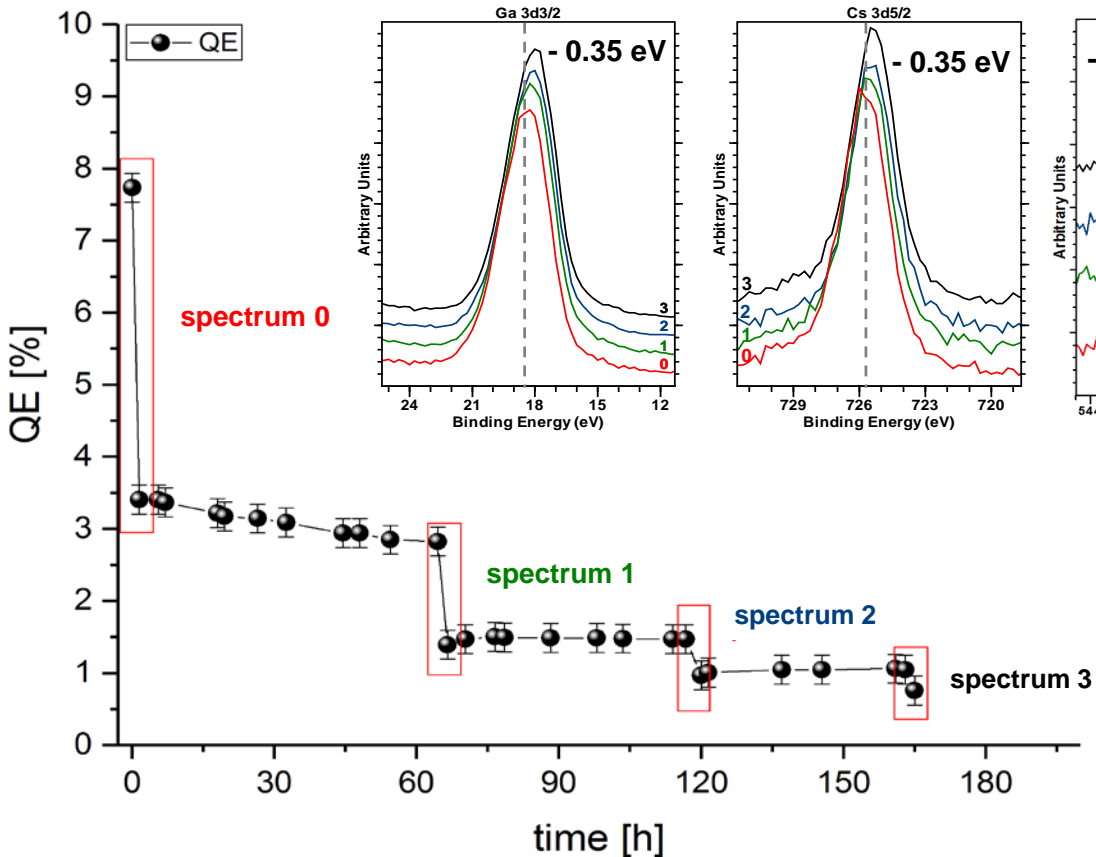 QE
QE [%]
10
9
8
7
6
5
4
3
2
1
0
0 30 60 90 120 150 180
time [h]
spectrum 0
spectrum 1
spectrum 2
spectrum 3
Ga 3d3/2
- 0.35 eV
Arbitrary Units
3
2
1
0
24 21 18 15 12
Binding Energy (eV)
Cs 3d5/2
- 0.35 eV
Arbitrary Units
3
2
1
0
729 726 723 720
Binding Energy (eV)
-
Arbitrary Units